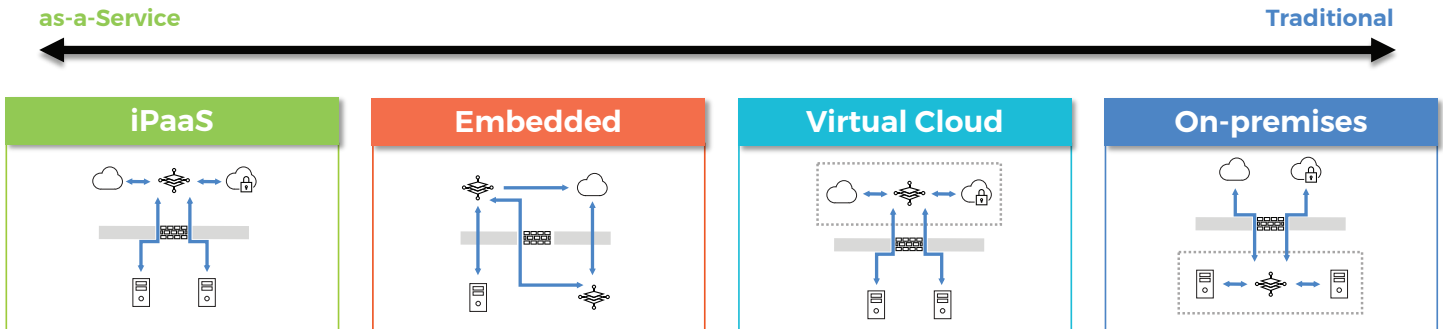 as-a-Service
Traditional
iPaaS
Embedded
Virtual Cloud
On-premises